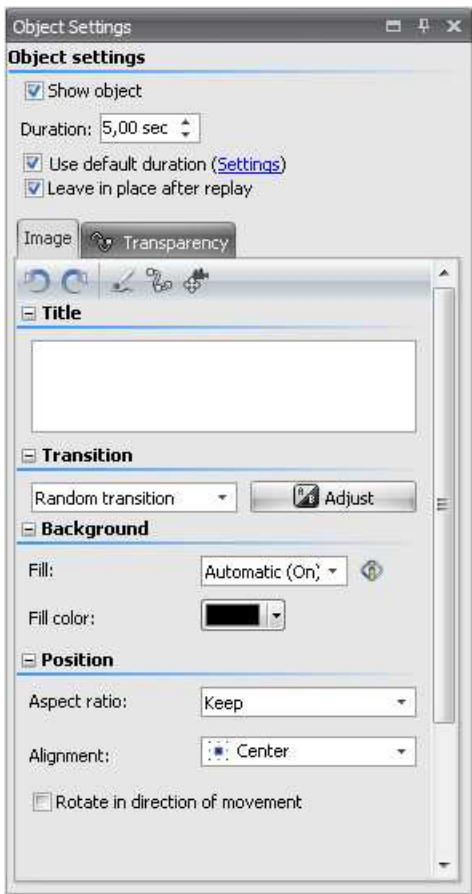 Object Settings
Object settings
Show object
Duration: 5,00 sec
Use default duration (Settings)
Leave in place after replay
Image Transparency
Title
Transition
Random transition Adjust
Background
Fill: Automatic (On)
Fill color:
Position
Aspect ratio: Keep
Alignment: Center
Rotate in direction of movement